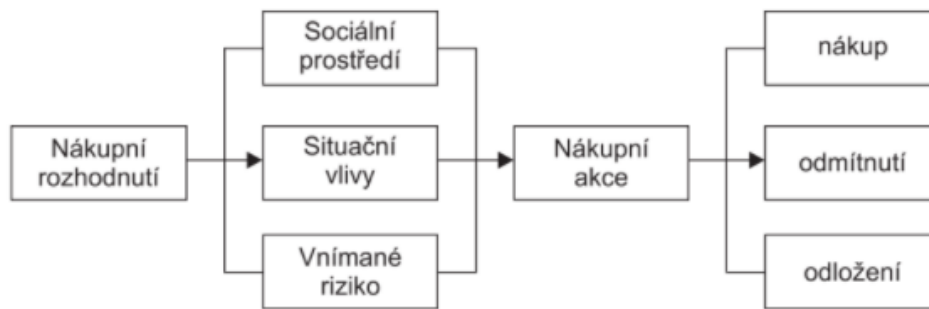 Nákupní
rozhodnutí
Sociální
prostředí
Situační
vlivy
Vnímané
riziko
Nákupní
akce
nákup
odmítnutí
odložení